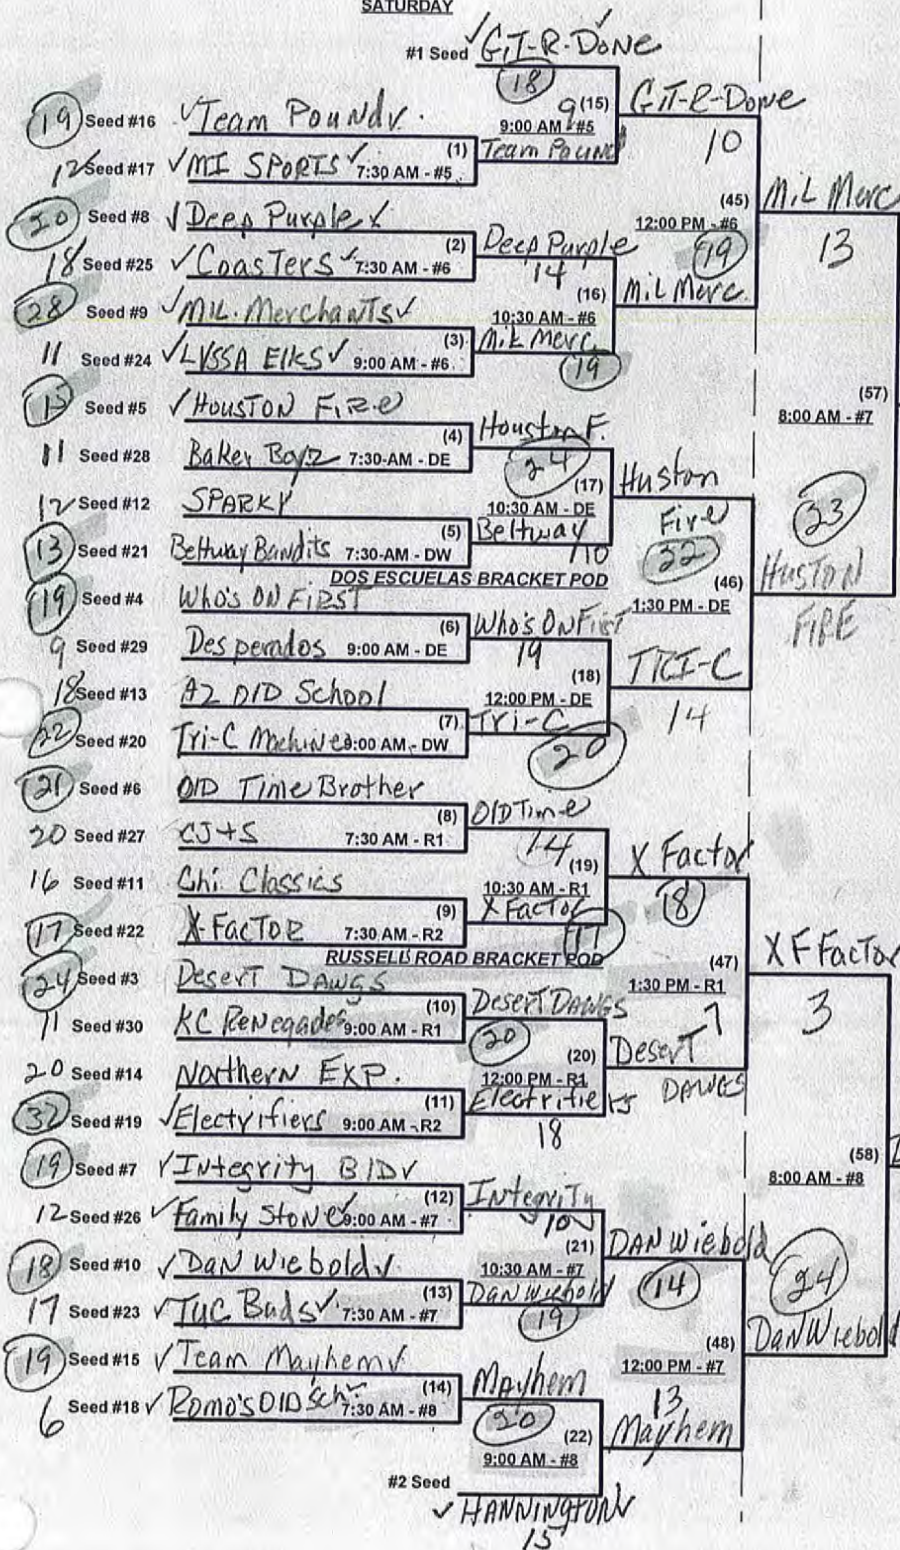 SATURDAY
#1 Seed ✓ GIT-R-Done ✓
18
19 Seed #16 ✓ Team Pound ✓
9 (15) GIT-R-Done
9:00 AM - #5
Team Pound
10
12 Seed #17 ✓ MI SPORTS ✓ (1) 7:30 AM - #5
20 Seed #8 ✓ Deep Purple ✓
(45) Mil Merc
12:00 PM - #6
13
18 Seed #25 ✓ Coasters ✓ (2) 7:30 AM - #6
Deep Purple
14
19
(16) Mil Merc.
10:30 AM - #6
28 Seed #9 ✓ Mil. Merchants ✓
Mil Merc.
19
11 Seed #24 ✓ LYSSA Elks ✓ (3) 9:00 AM - #6
15 Seed #5 ✓ Houston Fire
(57)
8:00 AM - #7
11 Seed #28 Baker Boyz (4) 7:30-AM - DE
Houston F.
24
(17) Huston Fire
10:30 AM - DE
22
23
12 Seed #12 SPARKY
13 Seed #21 Beltway Bandits (5) 7:30-AM - DW
Beltway
10
DOS ESCUELAS BRACKET POD
(46) Huston FIRE
1:30 PM - DE
19 Seed #4 Who's On First
9 Seed #29 Desperados (6) 9:00 AM - DE
Who's On First
19
(18) TRI-C
12:00 PM - DE
14
18 Seed #13 AZ Old School
22 Seed #20 Tri-C Machine (7) 9:00 AM - DW
Tri-C
20
21 Seed #6 Old Time Brother
20 Seed #27 CJ+S (8) 7:30 AM - R1
Old Time
14
(19) X Factor
10:30 AM - R1
18
16 Seed #11 Chi Classics
17 Seed #22 X-Factor (9) 7:30 AM - R2
X Factor
17
RUSSELL ROAD BRACKET POD
(47) XF Factor
1:30 PM - R1
3
24 Seed #3 Desert Dawgs
11 Seed #30 KC Renegades (10) 9:00 AM - R1
Desert Dawgs
20
(20) Desert Dawgs
12:00 PM - R1
7
20 Seed #14 Northern EXP.
32 Seed #19 ✓ Electrifiers (11) 9:00 AM - R2
Electrifiers
18
19 Seed #7 ✓ Integrity BID ✓
(58)
8:00 AM - #8
12 Seed #26 ✓ Family Stone ✓ (12) 9:00 AM - #7
Integrity
10
(21) Dan Wiebold
10:30 AM - #7
14
24
18 Seed #10 ✓ Dan Wiebold ✓
17 Seed #23 ✓ TUC Buds ✓ (13) 7:30 AM - #7
Dan Wiebold
19
(48) Dan Wiebold
12:00 PM - #7
19 Seed #15 ✓ Team Mayhem ✓
6 Seed #18 ✓ Romo's Old Sch (14) 7:30 AM - #8
Mayhem
20
13
(22) Mayhem
9:00 AM - #8
#2 Seed
✓ HANNINGTON ✓
15